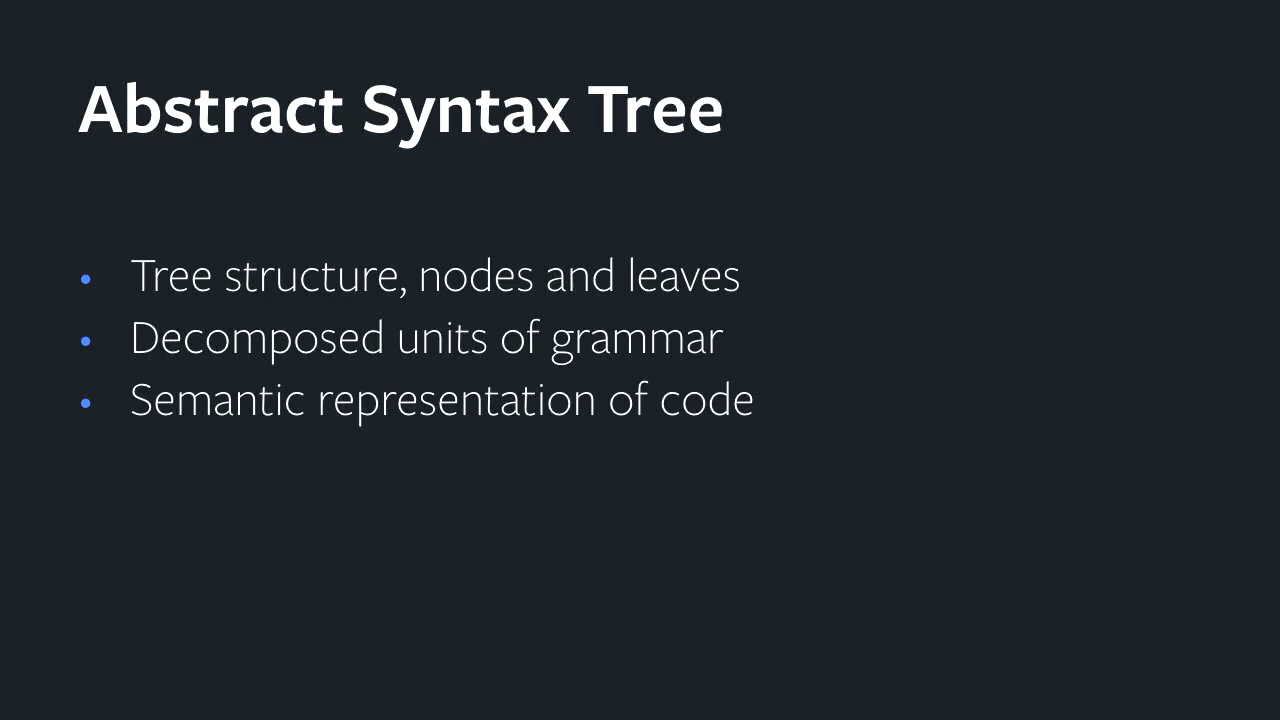 Abstract Syntax Tree
• Tree structure, nodes and leaves
• Decomposed units of grammar
• Semantic representation of code